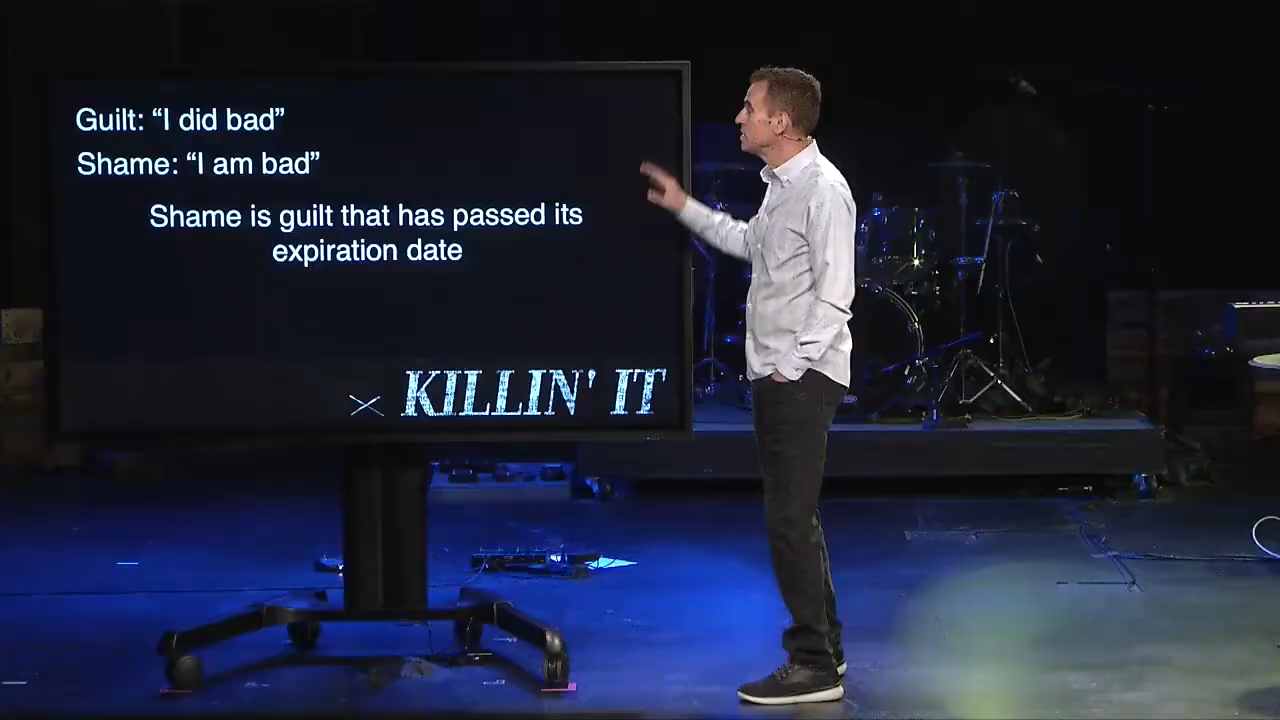 Guilt: “I did bad”
Shame: “I am bad”
Shame is guilt that has passed its
expiration date
KILLIN' IT